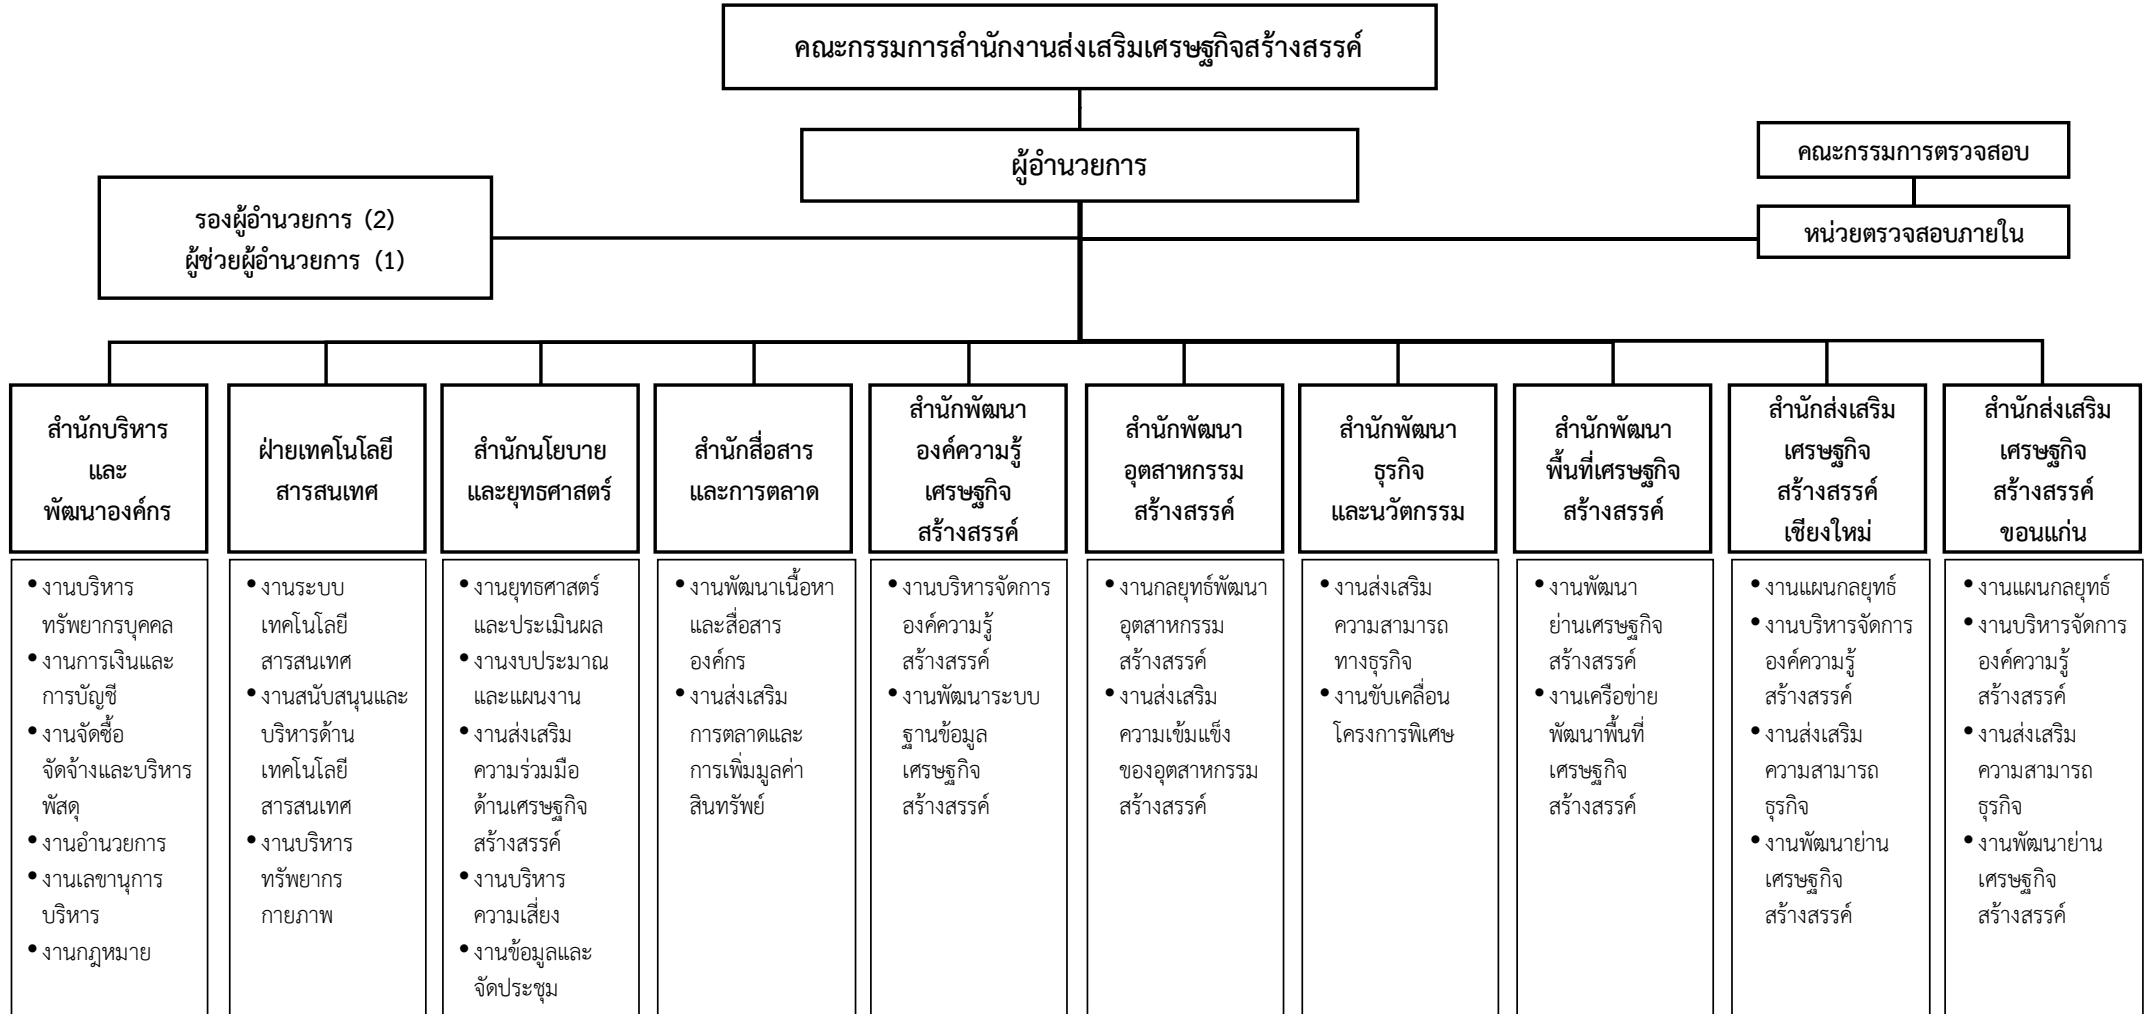 คณะกรรมการสำนักงานส่งเสริมเศรษฐกิจสร้างสรรค์
ผู้อำนวยการ
คณะกรรมการตรวจสอบ
หน่วยตรวจสอบภายใน
รองผู้อำนวยการ (2)
ผู้ช่วยผู้อำนวยการ (1)
สำนักบริหาร
และ
พัฒนาองค์กร
• งานบริหาร
ทรัพยากรบุคคล
• งานการเงินและ
การบัญชี
• งานจัดซื้อ
จัดจ้างและบริหาร
พัสดุ
• งานอำนวยการ
• งานเลขานุการ
บริหาร
• งานกฎหมาย
ฝ่ายเทคโนโลยี
สารสนเทศ
• งานระบบ
เทคโนโลยี
สารสนเทศ
• งานสนับสนุนและ
บริหารด้าน
เทคโนโลยี
สารสนเทศ
• งานบริหาร
ทรัพยากร
กายภาพ
สำนักนโยบาย
และยุทธศาสตร์
• งานยุทธศาสตร์
และประเมินผล
• งานงบประมาณ
และแผนงาน
• งานส่งเสริม
ความร่วมมือ
ด้านเศรษฐกิจ
สร้างสรรค์
• งานบริหาร
ความเสี่ยง
• งานข้อมูลและ
จัดประชุม
สำนักสื่อสาร
และการตลาด
• งานพัฒนาเนื้อหา
และสื่อสาร
องค์กร
• งานส่งเสริม
การตลาดและ
การเพิ่มมูลค่า
สินทรัพย์
สำนักพัฒนา
องค์ความรู้
เศรษฐกิจ
สร้างสรรค์
• งานบริหารจัดการ
องค์ความรู้
สร้างสรรค์
• งานพัฒนาระบบ
ฐานข้อมูล
เศรษฐกิจ
สร้างสรรค์
สำนักพัฒนา
อุตสาหกรรม
สร้างสรรค์
• งานกลยุทธ์พัฒนา
อุตสาหกรรม
สร้างสรรค์
• งานส่งเสริม
ความเข้มแข็ง
ของอุตสาหกรรม
สร้างสรรค์
สำนักพัฒนา
ธุรกิจ
และนวัตกรรม
• งานส่งเสริม
ความสามารถ
ทางธุรกิจ
• งานขับเคลื่อน
โครงการพิเศษ
สำนักพัฒนา
พื้นที่เศรษฐกิจ
สร้างสรรค์
• งานพัฒนา
ย่านเศรษฐกิจ
สร้างสรรค์
• งานเครือข่าย
พัฒนาพื้นที่
เศรษฐกิจ
สร้างสรรค์
สำนักส่งเสริม
เศรษฐกิจ
สร้างสรรค์
เชียงใหม่
• งานแผนกลยุทธ์
• งานบริหารจัดการ
องค์ความรู้
สร้างสรรค์
• งานส่งเสริม
ความสามารถ
ธุรกิจ
• งานพัฒนาย่าน
เศรษฐกิจ
สร้างสรรค์
สำนักส่งเสริม
เศรษฐกิจ
สร้างสรรค์
ขอนแก่น
• งานแผนกลยุทธ์
• งานบริหารจัดการ
องค์ความรู้
สร้างสรรค์
• งานส่งเสริม
ความสามารถ
ธุรกิจ
• งานพัฒนาย่าน
เศรษฐกิจ
สร้างสรรค์